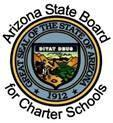 Arizona State Board
GREAT SEAL OF THE STATE OF ARIZONA
DITAT DEUS
1912
for Charter Schools